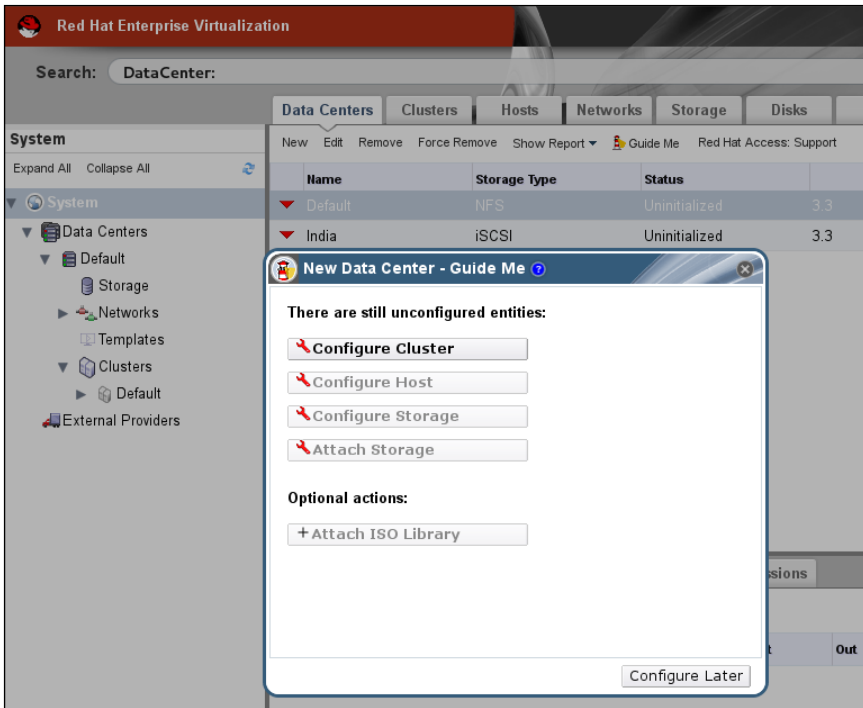 Red Hat Enterprise Virtualization
Search: DataCenter:
Data Centers Clusters Hosts Networks Storage Disks
System
New Edit Remove Force Remove Show Report Guide Me Red Hat Access: Support
Expand All Collapse All
Name Storage Type Status
System
Default NFS Uninitialized 3.3
Data Centers
India iSCSI Uninitialized 3.3
Default
Storage
Networks
Templates
Clusters
Default
External Providers
New Data Center - Guide Me ?
There are still unconfigured entities:
Configure Cluster
Configure Host
Configure Storage
Attach Storage
Optional actions:
+Attach ISO Library
Configure Later
ssions
t Out